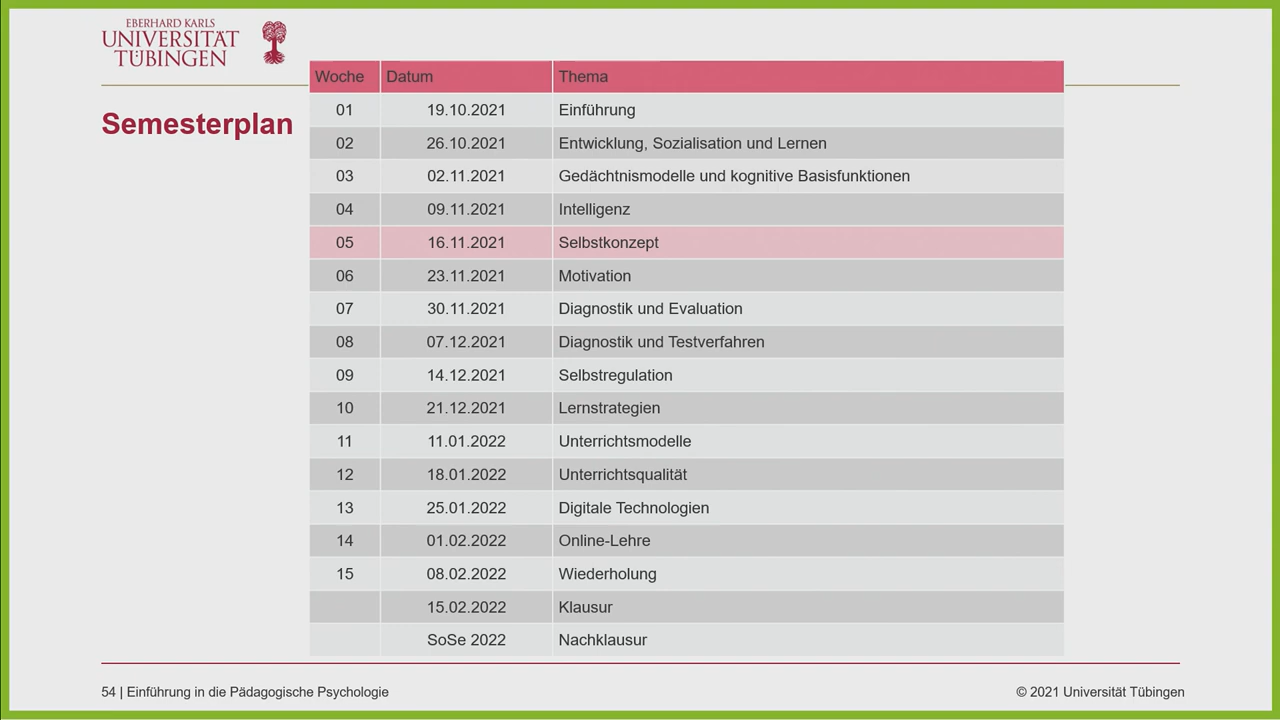 EBERHARD KARLS
UNIVERSITÄT
TÜBINGEN
Semesterplan
Woche Datum Thema
01 19.10.2021 Einführung
02 26.10.2021 Entwicklung, Sozialisation und Lernen
03 02.11.2021 Gedächtnismodelle und kognitive Basisfunktionen
04 09.11.2021 Intelligenz
05 16.11.2021 Selbstkonzept
06 23.11.2021 Motivation
07 30.11.2021 Diagnostik und Evaluation
08 07.12.2021 Diagnostik und Testverfahren
09 14.12.2021 Selbstregulation
10 21.12.2021 Lernstrategien
11 11.01.2022 Unterrichtsmodelle
12 18.01.2022 Unterrichtsqualität
13 25.01.2022 Digitale Technologien
14 01.02.2022 Online-Lehre
15 08.02.2022 Wiederholung
15.02.2022 Klausur
SoSe 2022 Nachklausur
54 | Einführung in die Pädagogische Psychologie
© 2021 Universität Tübingen